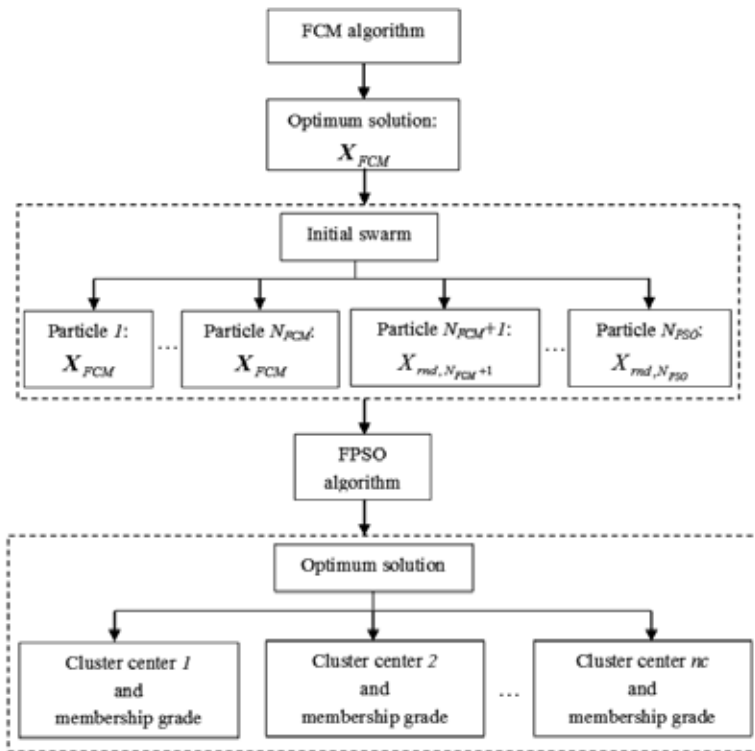 FCM algorithm
Optimum solution:
X_FCM
Initial swarm
Particle 1:
X_FCM
...
Particle N_FCM:
X_FCM
Particle N_FCM+1:
X_rnd, N_FCM+1
...
Particle N_PSO:
X_rnd, N_PSO
FPSO
algorithm
Optimum solution
Cluster center 1
and
membership grade
Cluster center 2
and
membership grade
...
Cluster center nc
and
membership grade